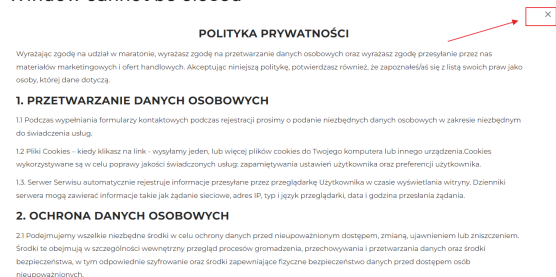 Window cannot be closed
×
POLITYKA PRYWATNOŚCI
Wyrażając zgodę na udział w maratonie, wyrażasz zgodę na przetwarzanie danych osobowych oraz wyrażasz zgodę przesyłanie przez nas
materiałów marketingowych i ofert handlowych. Akceptując niniejszą politykę, potwierdzasz również, że zapoznałeś/aś się z listą swoich praw jako
osoby, której dane dotyczą.
1. PRZETWARZANIE DANYCH OSOBOWYCH
1.1 Podczas wypełniania formularzy kontaktowych podczas rejestracji prosimy o podanie niezbędnych danych osobowych w zakresie niezbędnym
do świadczenia usług.
1.2 Pliki Cookies – kiedy klikasz na link - wysyłamy jeden, lub więcej plików cookies do Twojego komputera lub innego urządzenia.Cookies
wykorzystywane są w celu poprawy jakości świadczonych usług: zapamiętywania ustawień użytkownika oraz preferencji użytkownika.
1.3. Serwer Serwisu automatycznie rejestruje informacje przesyłane przez przeglądarkę Użytkownika w czasie wyświetlania witryny. Dzienniki
serwera mogą zawierać informacje takie jak żądanie sieciowe, adres IP, typ i język przeglądarki, data i godzina przesłania żądania.
2. OCHRONA DANYCH OSOBOWYCH
2.1 Podejmujemy wszelkie niezbędne środki w celu ochrony danych przed nieupoważnionym dostępem, zmianą, ujawnieniem lub zniszczeniem.
Środki te obejmują w szczególności wewnętrzny przegląd procesów gromadzenia, przechowywania i przetwarzania danych oraz środki
bezpieczeństwa, w tym odpowiednie szyfrowanie oraz środki zapewniające fizyczne bezpieczeństwo danych przed dostępem osób
nieupoważnionych.